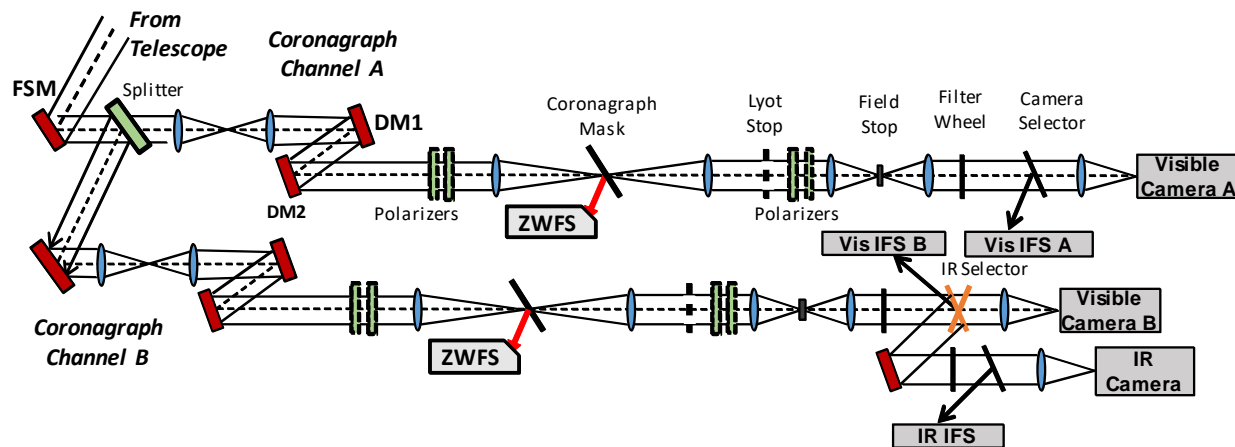 From
Telescope
Coronagraph
Channel A
FSM
Splitter
DM1
DM2
Polarizers
Coronagraph
Mask
ZWFS
Lyot
Stop
Polarizers
Field
Stop
Filter
Wheel
Camera
Selector
Visible
Camera A
Vis IFS A
Vis IFS B
IR Selector
Coronagraph
Channel B
ZWFS
Visible
Camera B
IR
Camera
IR IFS